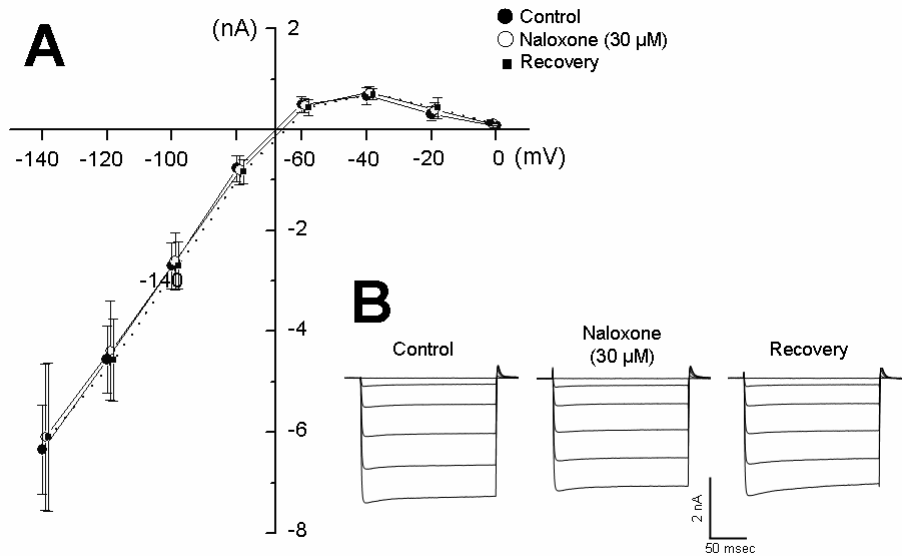 A
(nA)
2
Control
Naloxone (30 µM)
Recovery
-140 -120 -100 -60 -40 -20 0 (mV)
-2
-140
-4
-6
-8
B
Control
Naloxone
(30 µM)
Recovery
2 nA
50 msec